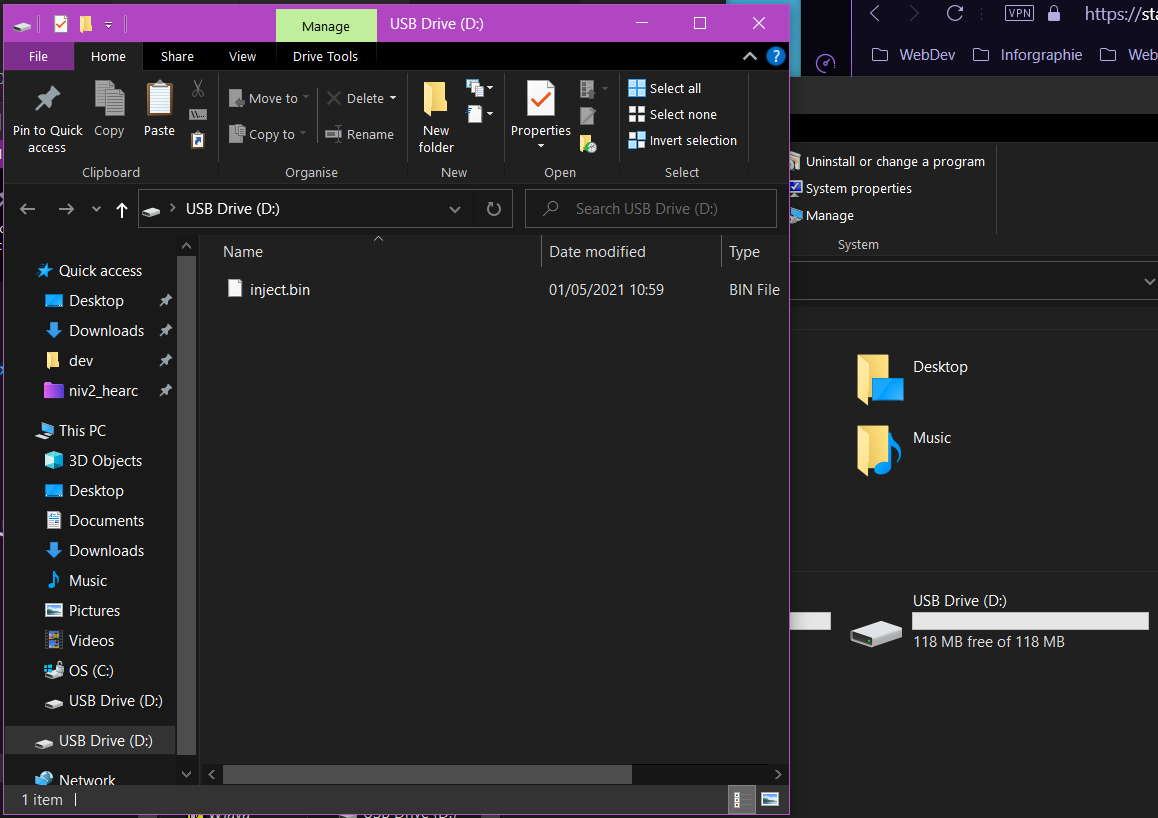 Manage
USB Drive (D:)
File
Home
Share
View
Drive Tools
Pin to Quick access
Copy
Paste
Move to
Copy to
Delete
Rename
New folder
Properties
Select all
Select none
Invert selection
Clipboard
Organise
New
Open
Select
USB Drive (D:)
Search USB Drive (D:)
Name
Date modified
Type
inject.bin
01/05/2021 10:59
BIN File
Quick access
Desktop
Downloads
dev
niv2_hearc
This PC
3D Objects
Desktop
Documents
Downloads
Music
Pictures
Videos
OS (C:)
USB Drive (D:)
USB Drive (D:)
Network
1 item
VPN
https://sta
WebDev
Inforgraphie
Web
Uninstall or change a program
System properties
Manage
System
Desktop
Music
USB Drive (D:)
118 MB free of 118 MB